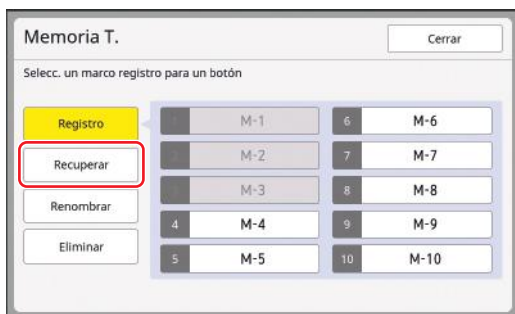 Memoria T.
Cerrar
Selecc. un marco registro para un botón
Registro
Recuperar
Renombrar
Eliminar
M-1
M-2
M-3
4 M-4
5 M-5
6 M-6
7 M-7
8 M-8
9 M-9
10 M-10